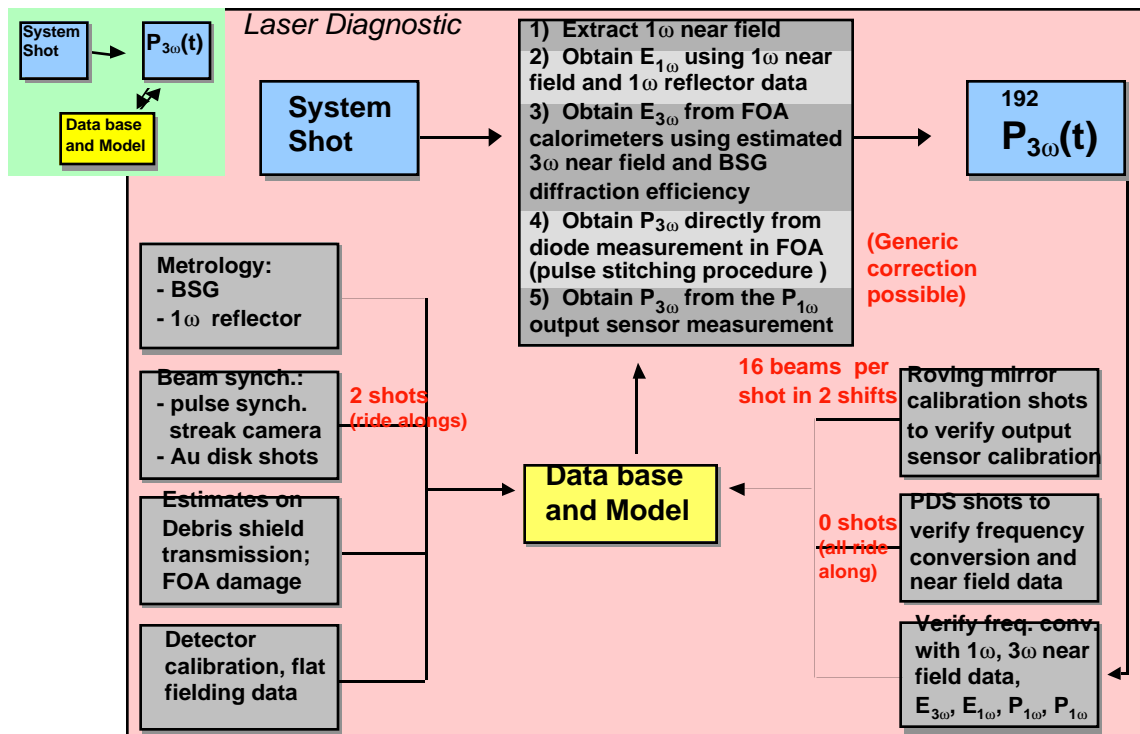 System
Shot
P3ω(t)
Data base
and Model
Laser Diagnostic
System
Shot
1) Extract 1ω near field
2) Obtain E1ω using 1ω near
field and 1ω reflector data
3) Obtain E3ω from FOA
calorimeters using estimated
3ω near field and BSG
diffraction efficiency
4) Obtain P3ω directly from
diode measurement in FOA
(pulse stitching procedure )
5) Obtain P3ω from the P1ω
output sensor measurement
192
P3ω(t)
(Generic
correction
possible)
Metrology:
- BSG
- 1ω reflector
Beam synch.:
- pulse synch.
streak camera
- Au disk shots
2 shots
(ride alongs)
Estimates on
Debris shield
transmission;
FOA damage
Detector
calibration, flat
fielding data
Data base
and Model
16 beams per
shot in 2 shifts
Roving mirror
calibration shots
to verify output
sensor calibration
0 shots
(all ride
along)
PDS shots to
verify frequency
conversion and
near field data
Verify freq. conv.
with 1ω, 3ω near
field data,
E3ω, E1ω, P1ω, P1ω